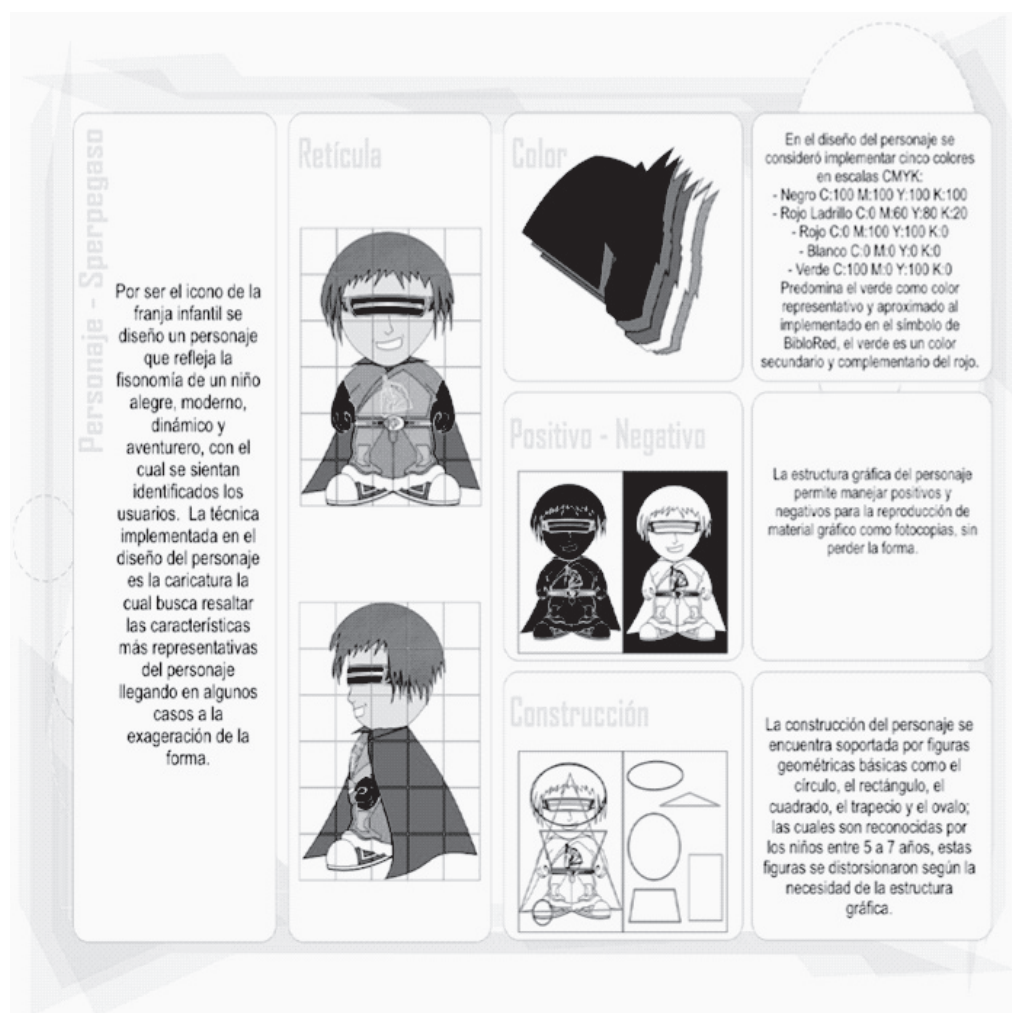 Personaje - Sperpegaso
Por ser el icono de la
franja infantil se
diseño un personaje
que refleja la
fisonomía de un niño
alegre, moderno,
dinámico y
aventurero, con el
cual se sientan
identificados los
usuarios. La técnica
implementada en el
diseño del personaje
es la caricatura la
cual busca resaltar
las características
más representativas
del personaje
llegando en algunos
casos a la
exageración de la
forma.
Retícula
Color
En el diseño del personaje se
consideró implementar cinco colores
en escalas CMYK:
- Negro C:100 M:100 Y:100 K:100
- Rojo Ladrillo C:0 M:60 Y:80 K:20
- Rojo C:0 M:100 Y:100 K:0
- Blanco C:0 M:0 Y:0 K:0
- Verde C:100 M:0 Y:100 K:0
Predomina el verde como color
representativo y aproximado al
implementado en el símbolo de
BibloRed, el verde es un color
secundario y complementario del rojo.
Positivo - Negativo
La estructura gráfica del personaje
permite manejar positivos y
negativos para la reproducción de
material gráfico como fotocopias, sin
perder la forma.
Construcción
La construcción del personaje se
encuentra soportada por figuras
geométricas básicas como el
círculo, el rectángulo, el
cuadrado, el trapecio y el ovalo;
las cuales son reconocidas por
los niños entre 5 a 7 años, estas
figuras se distorsionaron según la
necesidad de la estructura
gráfica.